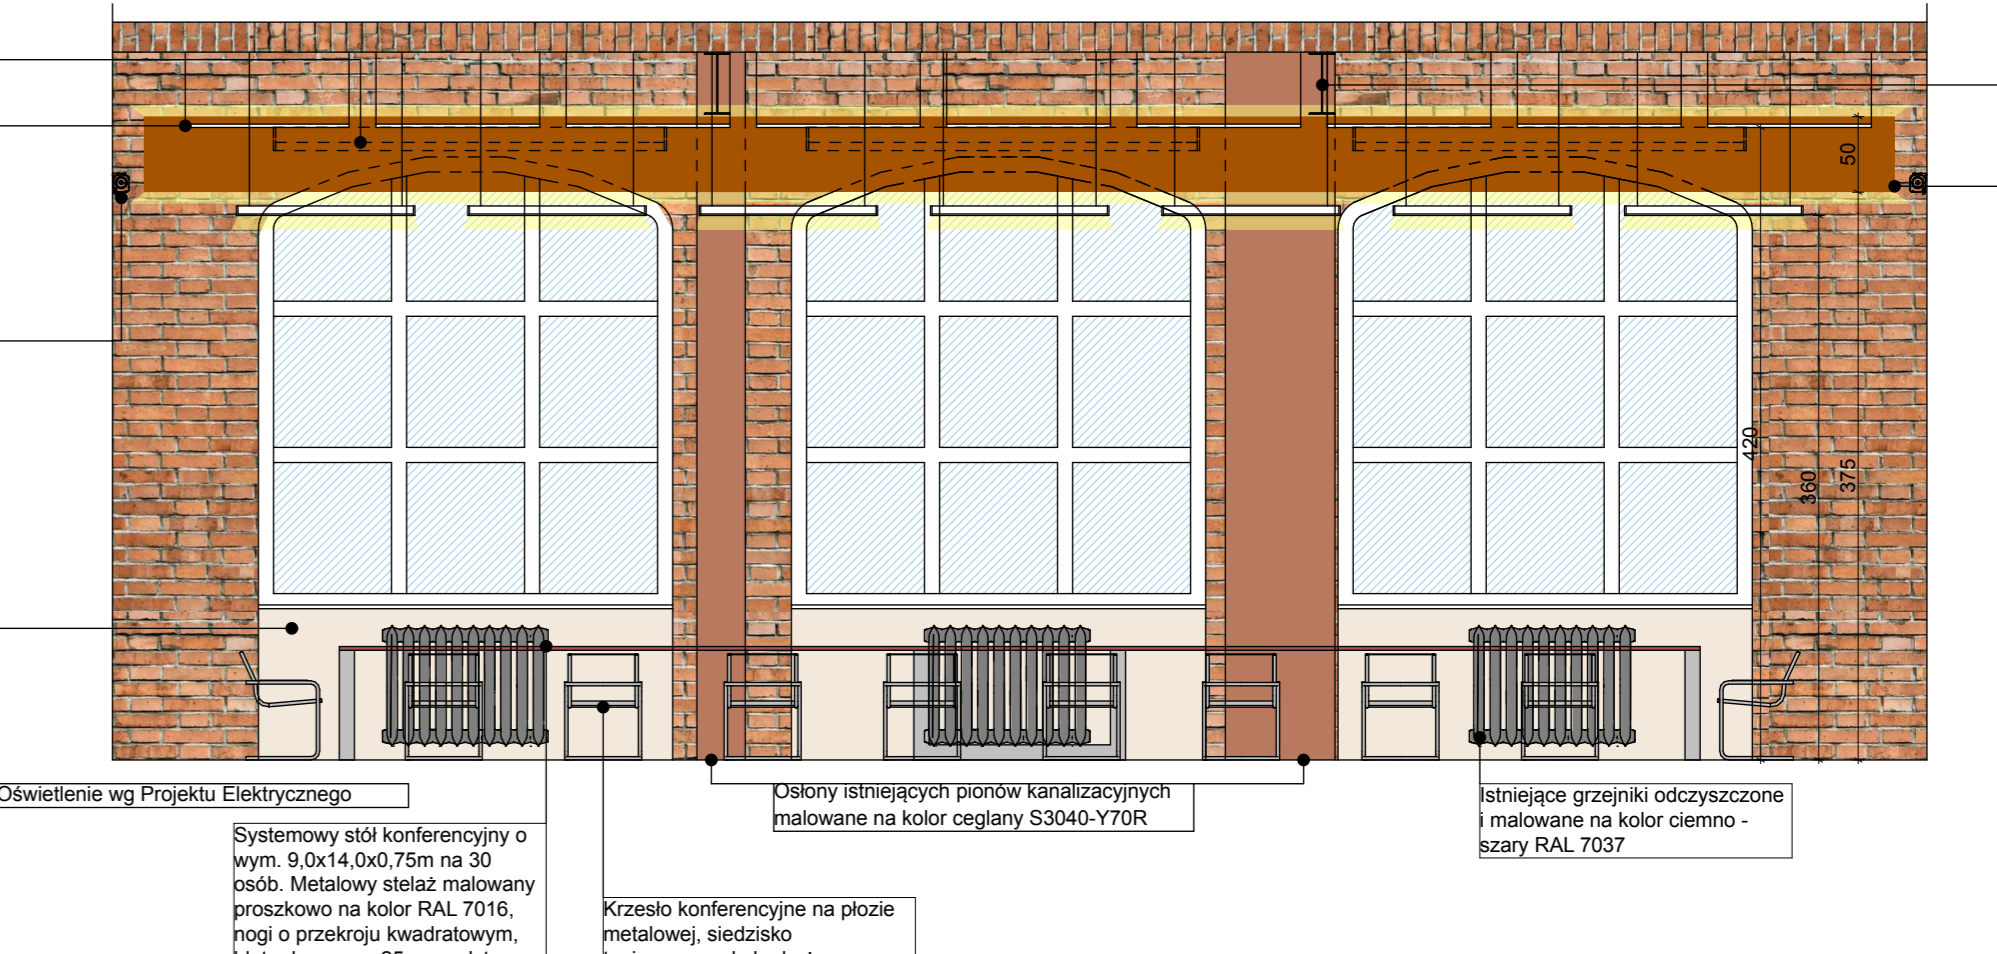 50
420
360
375
Oświetlenie wg Projektu Elektrycznego
Systemowy stół konferencyjny o
wym. 9,0x14,0x0,75m na 30
osób. Metalowy stelaż malowany
proszkowo na kolor RAL 7016,
nogi o przekroju kwadratowym,
Krzesło konferencyjne na płozie
metalowej, siedzisko
Osłony istniejących pionów kanalizacyjnych
malowane na kolor ceglany S3040-Y70R
Istniejące grzejniki odczyszczone
i malowane na kolor ciemno -
szary RAL 7037